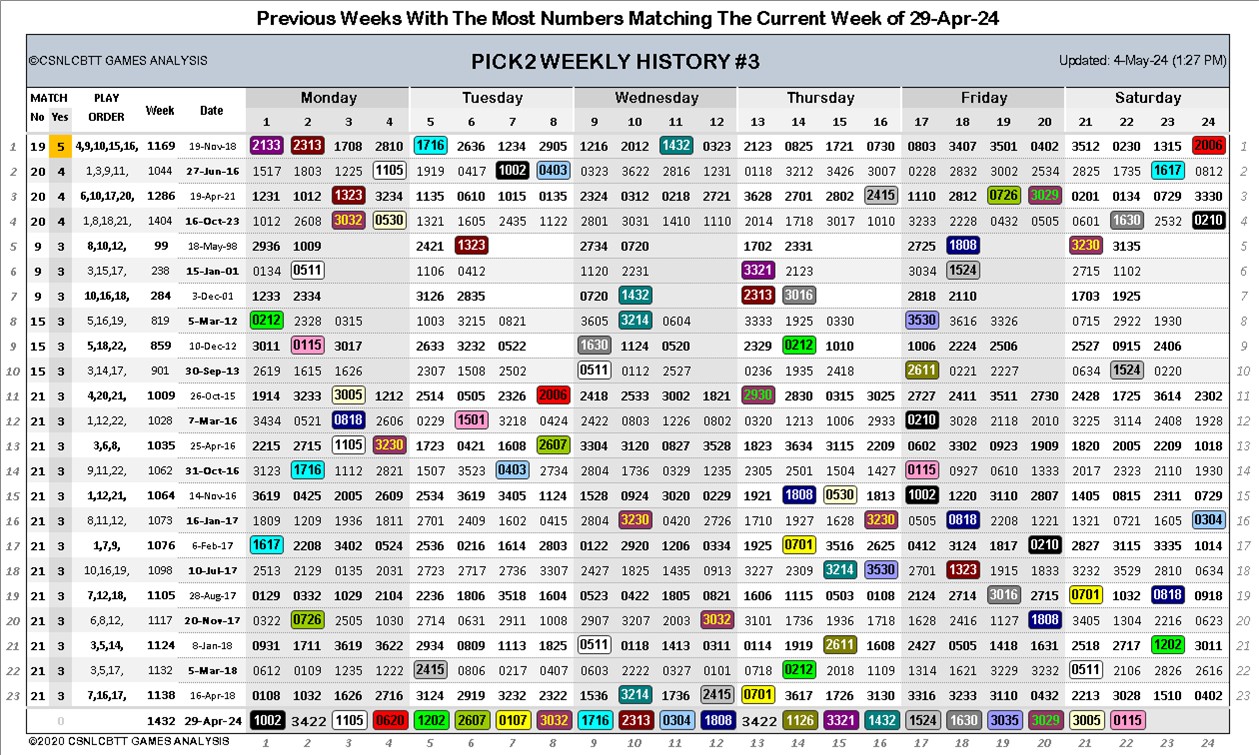 Previous Weeks With The Most Numbers Matching The Current Week of 29-Apr-24
©CSNLCBTT GAMES ANALYSIS PICK2 WEEKLY HISTORY #3 Updated: 4-May-24 (1:27 PM)
MATCH PLAY Week Date Monday Tuesday Wednesday Thursday Friday Saturday
No Yes ORDER 1 2 3 4 5 6 7 8 9 10 11 12 13 14 15 16 17 18 19 20 21 22 23 24
1 19 5 4,9,10,15,16, 1169 19-Nov-18 2133 2313 1708 2810 1716 2636 1234 2905 1216 2012 1432 0323 2123 0825 1721 0730 0803 3407 3501 0402 3512 0230 1315 2006 1
2 20 4 1,3,9,11, 1044 27-Jun-16 1517 1803 1225 1105 1919 0417 1002 0403 0323 3622 2816 1231 0118 3212 3426 3007 0228 2832 3002 2534 2825 1735 1617 0812 2
3 20 4 6,10,17,20, 1286 19-Apr-21 1231 1012 1323 3234 1135 0610 1015 0135 2324 0312 0218 3721 3628 2701 2802 2415 1110 2812 0726 3029 0201 0134 0729 3330 3
4 20 4 1,8,18,21, 1404 16-Oct-23 1012 2608 3032 0530 1321 1605 2435 1122 2801 3031 1410 1110 2014 1718 3017 1010 3233 2228 0432 0505 0601 1630 2532 0210 4
5 9 3 8,10,12, 99 18-May-98 2936 1009 2421 1323 2734 0720 1702 2331 2725 1808 3230 3135 5
6 9 3 3,15,17, 238 15-Jan-01 0134 0511 1106 0412 1120 2231 3321 2123 3034 1524 2715 1102 6
7 9 3 10,16,18, 284 3-Dec-01 1233 2334 3126 2835 0720 1432 2313 3016 2818 2110 1703 1925 7
8 15 3 5,16,19, 819 5-Mar-12 0212 2328 0315 1003 3215 0821 3605 3214 0604 3333 1925 0330 3530 3616 3326 0715 2922 1930 8
9 15 3 5,18,22, 859 10-Dec-12 3011 0115 3017 2633 3232 0522 1630 1124 0520 2329 0212 1010 1006 2224 2506 2527 0915 2406 9
10 15 3 3,14,17, 901 30-Sep-13 2619 1615 1626 2307 1508 2502 0511 0112 2527 0236 1935 2418 2611 0221 2227 0634 1524 0220 10
11 21 3 4,20,21, 1009 26-Oct-15 1914 3233 3005 1212 2514 0505 2326 2006 2418 2533 3002 1821 2930 2830 0315 3025 2727 2411 3511 2730 2428 1725 3614 2302 11
12 21 3 1,12,22, 1028 7-Mar-16 3434 0521 0818 2606 0229 1501 3218 0424 2422 0803 1226 0802 0320 1213 1006 2933 0210 3028 2118 2010 3225 3114 2408 1928 12
13 21 3 3,6,8, 1035 25-Apr-16 2215 2715 1105 3230 1723 0421 1608 2607 3304 3120 0827 3528 1823 3634 3115 2209 0602 3302 0923 1909 1820 2005 2209 1018 13
14 21 3 9,11,22, 1062 31-Oct-16 3123 1716 1112 2821 1507 3523 0403 2734 2804 1736 0329 1235 2305 2501 1504 1427 0115 0927 0610 1333 2017 2323 2110 1930 14
15 21 3 1,12,21, 1064 14-Nov-16 3619 0425 2005 2609 2534 3619 3405 1124 1528 0924 3020 0229 1921 1808 0530 1813 1002 1220 3110 2807 1405 0815 2311 0729 15
16 21 3 8,11,12, 1073 16-Jan-17 1809 1209 1936 1811 2701 2409 1602 0415 2804 3230 0420 2726 1710 1927 1628 3230 0505 0818 2208 1221 1321 0721 1605 0304 16
17 21 3 1,7,9, 1076 6-Feb-17 1617 2208 3402 0524 2536 0216 1614 2803 0122 2920 1206 0334 1925 0701 3516 2625 0412 3124 1817 0210 2827 3115 3335 1014 17
18 21 3 10,16,19, 1098 10-Jul-17 2513 2129 0135 2031 2723 2717 2736 3307 2427 1825 1435 0913 3227 2309 3214 3530 2701 1323 1915 1833 3232 3529 2810 0634 18
19 21 3 7,12,18, 1105 28-Aug-17 0129 0332 1029 2104 2236 1806 3518 1604 0523 0422 1805 0821 1606 1115 0503 0108 2124 2714 3016 2715 0701 1032 0818 0918 19
20 21 3 6,8,12, 1117 20-Nov-17 0322 0726 2505 1030 2714 0631 2911 1008 2907 3207 2003 3032 3101 1736 1936 1718 1628 2416 1127 1808 3405 1304 2216 0623 20
21 21 3 3,5,14, 1124 8-Jan-18 0931 1711 3619 3622 2934 0809 1113 1825 0511 0118 1413 0311 0114 0715 2611 1608 2427 0505 1418 1631 2518 2717 1202 3011 21
22 21 3 3,5,17, 1132 5-Mar-18 0612 0109 1235 1222 2415 0806 0217 0407 0603 2222 0327 0101 0718 0212 2018 1109 1314 1621 3229 3232 0511 2106 2826 2616 22
23 21 3 7,16,17, 1138 16-Apr-18 0108 1032 1626 2716 3124 2919 3232 2322 1536 3214 1736 2415 0701 3617 1726 3130 3316 3233 3110 0432 2213 3028 1510 0402 23
0 1432 29-Apr-24 1002 3422 1105 0620 1202 2607 0107 3032 1716 2313 0304 1808 3422 1126 3321 1432 1524 1630 3035 3029 3005 0115
©2020 CSNLCBTT GAMES ANALYSIS 1 2 3 4 5 6 7 8 9 10 11 12 13 14 15 16 17 18 19 20 21 22 23 24